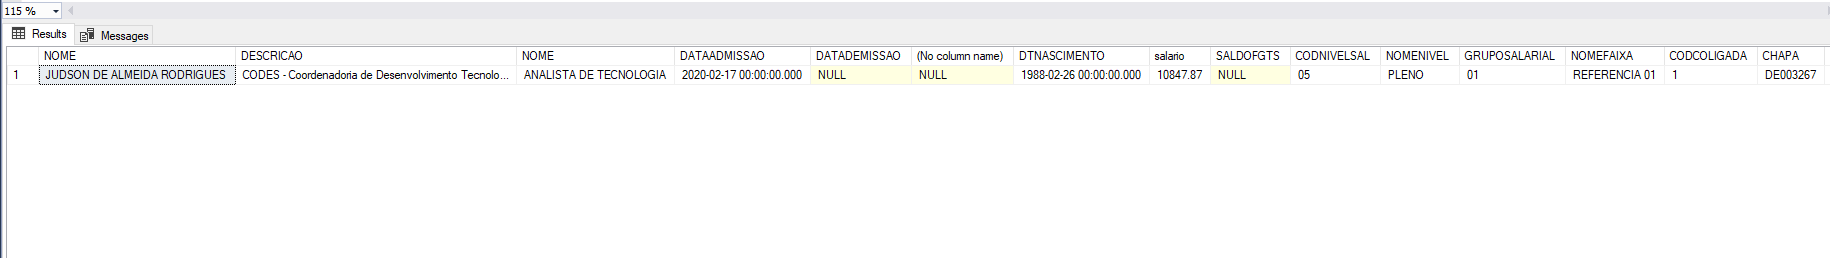 115 %
Results Messages
NOME DESCRICAO NOME DATAADMISSAO DATADEMISSAO (No column name) DTNASCIMENTO salario SALDOFGTS CODNIVELSAL NOMENIVEL GRUPOSALARIAL NOMEFAIXA CODCOLIGADA CHAPA
1 JUDSON DE ALMEIDA RODRIGUES CODES - Coordenadoria de Desenvolvimento Tecnolo... ANALISTA DE TECNOLOGIA 2020-02-17 00:00:00.000 NULL NULL 1988-02-26 00:00:00.000 10847.87 NULL 05 PLENO 01 REFERENCIA 01 1 DE003267